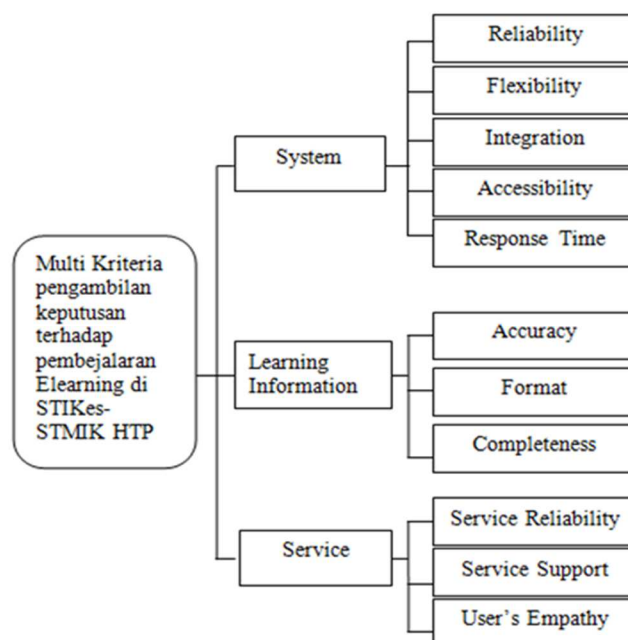 Multi Kriteria
pengambilan
keputusan
terhadap
pembejalaran
Elearning di
STIKes-
STMIK HTP
System
Reliability
Flexibility
Integration
Accessibility
Response Time
Learning
Information
Accuracy
Format
Completeness
Service
Service Reliability
Service Support
User's Empathy